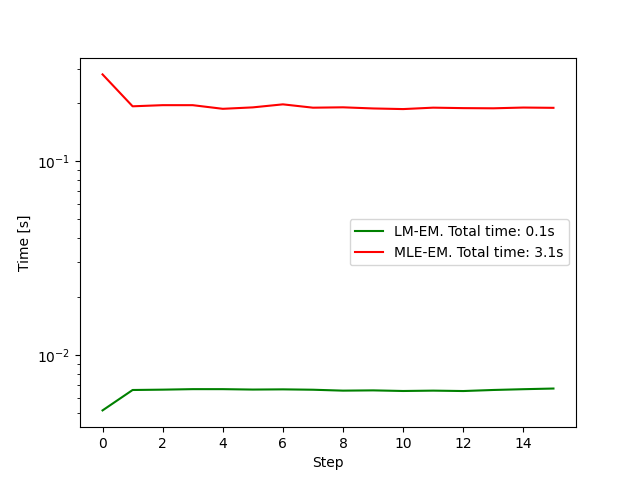 10⁻¹
10⁻²
Time [s]
LM-EM. Total time: 0.1s
MLE-EM. Total time: 3.1s
0 2 4 6 8 10 12 14
Step